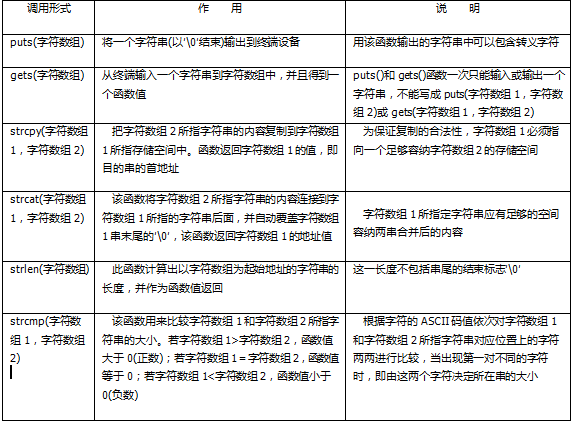 调用形式
作 用
说 明
puts(字符数组)
将一个字符串(以'\0'结束)输出到终端设备
用该函数输出的字符串中可以包含转义字符
gets(字符数组)
从终端输入一个字符串到字符数组中，并且得到一
个函数值
puts()和 gets()函数一次只能输入或输出一个
字符串，不能写成 puts(字符数组 1，字符数
组 2)或 gets(字符数组 1，字符数组 2)
strcpy(字符数组
1，字符数组 2)
把字符数组 2 所指字符串的内容复制到字符数组
1 所指存储空间中。函数返回字符数组 1 的值，即
目的串的首地址
为保证复制的合法性，字符数组 1 必须指
向一个足够容纳字符数组 2 的存储空间
strcat(字符数组
1，字符数组 2)
该函数将字符数组 2 所指字符串的内容连接到字
符数组 1 所指的字符串后面，并自动覆盖字符数组
1 串末尾的'\0'，该函数返回字符数组 1 的地址值
字符数组 1 所指定字符串应有足够的空间
容纳两串合并后的内容
strlen(字符数组)
此函数计算出以字符数组为起始地址的字符串的
长度，并作为函数值返回
这一长度不包括串尾的结束标志'\0'
strcmp(字符数
组 1，字符数组
2)
该函数用来比较字符数组 1 和字符数组 2 所指字
符串的大小。若字符数组 1>字符数组 2，函数值
大于 0(正数)；若字符数组 1＝字符数组 2，函数值
等于 0；若字符数组 1<字符数组 2，函数值小于
0(负数)
根据字符的 ASCII 码值依次对字符数组 1
和字符数组 2 所指字符串对应位置上的字符
两两进行比较，当出现第一对不同的字符
时，即由这两个字符决定所在串的大小